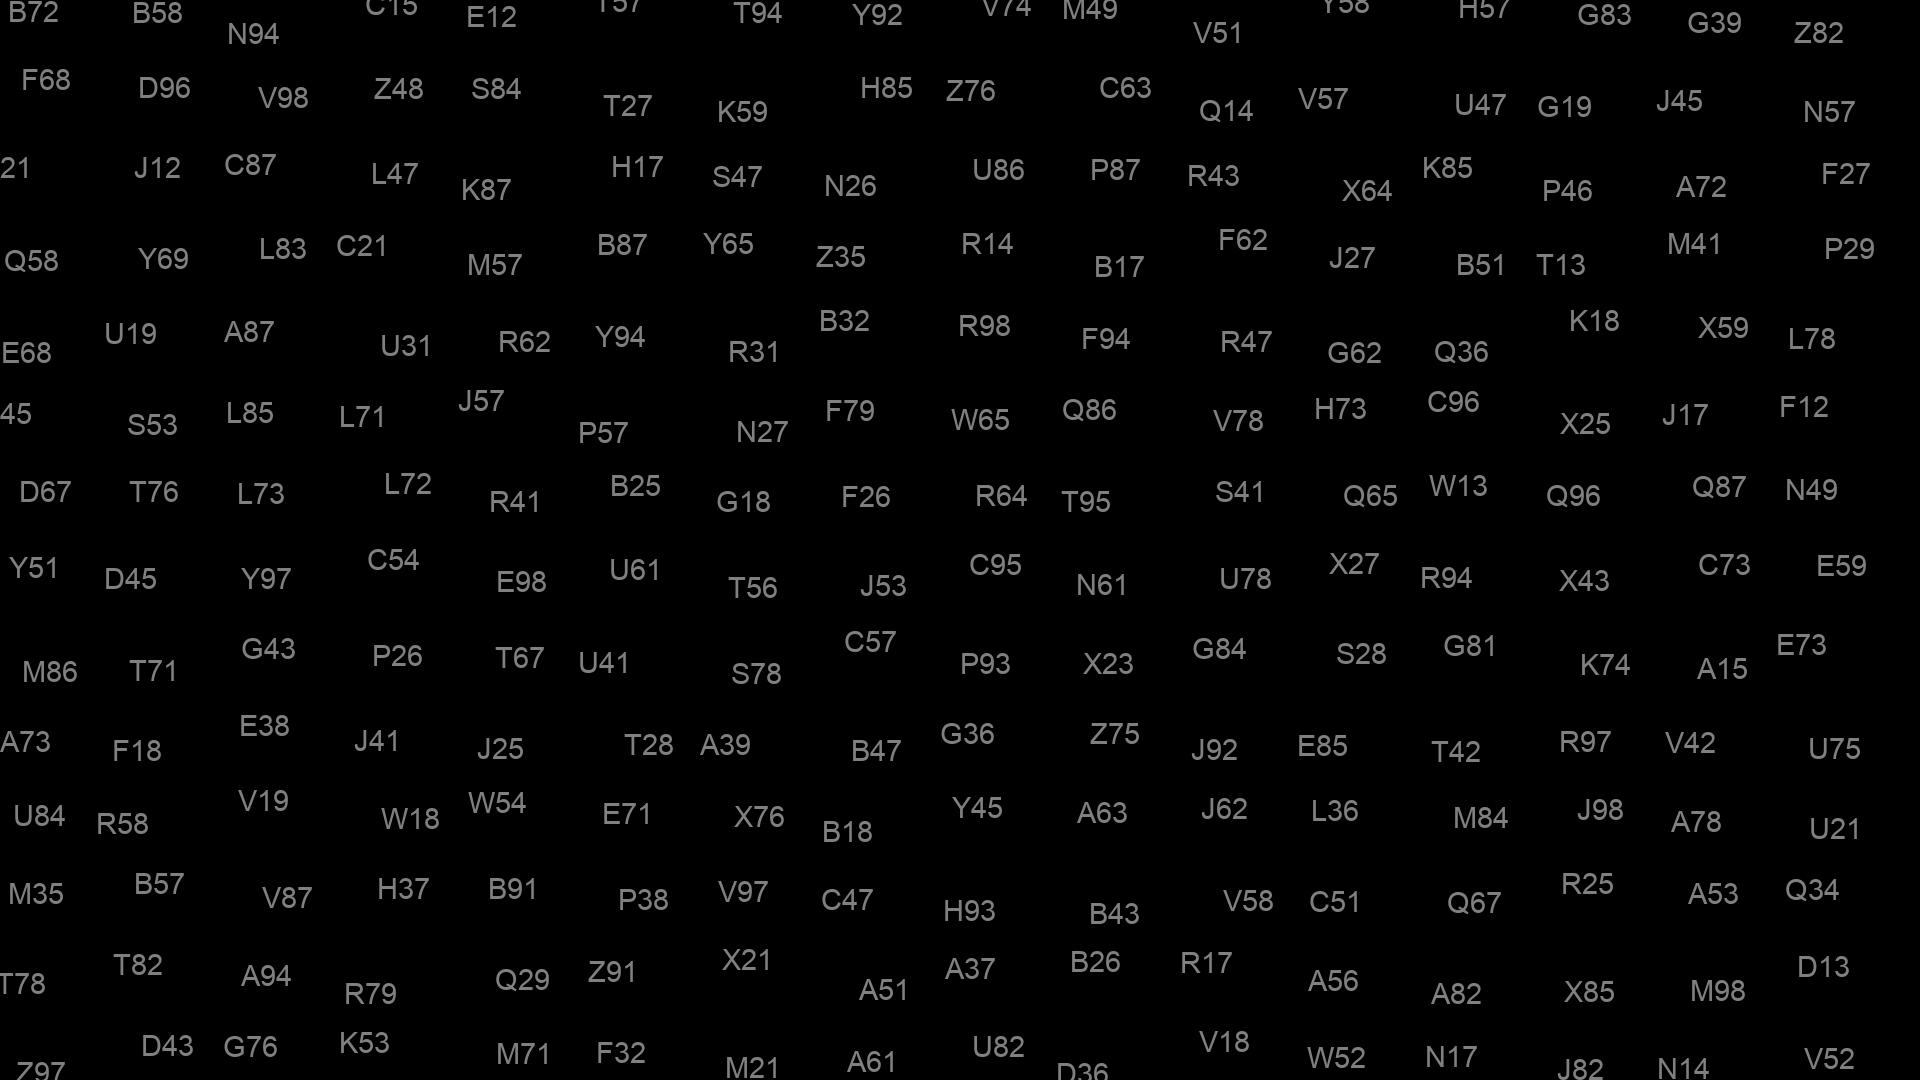 B72 B58 N94 C15 E12 T57 T94 Y92 V74 M49 V51 Y58 H57 G83 G39 Z82
F68 D96 V98 Z48 S84 T27 K59 H85 Z76 C63 Q14 V57 U47 G19 J45 N57
21 J12 C87 L47 K87 H17 S47 N26 U86 P87 R43 X64 K85 P46 A72 F27
Q58 Y69 L83 C21 M57 B87 Y65 Z35 R14 B17 F62 J27 B51 T13 M41 P29
E68 U19 A87 U31 R62 Y94 R31 B32 R98 F94 R47 G62 Q36 K18 X59 L78
45 S53 L85 L71 J57 P57 N27 F79 W65 Q86 V78 H73 C96 X25 J17 F12
D67 T76 L73 L72 R41 B25 G18 F26 R64 T95 S41 Q65 W13 Q96 Q87 N49
Y51 D45 Y97 C54 E98 U61 T56 J53 C95 N61 U78 X27 R94 X43 C73 E59
M86 T71 G43 P26 T67 U41 S78 C57 P93 X23 G84 S28 G81 K74 A15 E73
A73 F18 E38 J41 J25 T28 A39 B47 G36 Z75 J92 E85 T42 R97 V42 U75
U84 R58 V19 W18 W54 E71 X76 B18 Y45 A63 J62 L36 M84 J98 A78 U21
M35 B57 V87 H37 B91 P38 V97 C47 H93 B43 V58 C51 Q67 R25 A53 Q34
T78 T82 A94 R79 Q29 Z91 X21 A51 A37 B26 R17 A56 A82 X85 M98 D13
Z97 D43 G76 K53 M71 F32 M21 A61 U82 D36 V18 W52 N17 J82 N14 V52